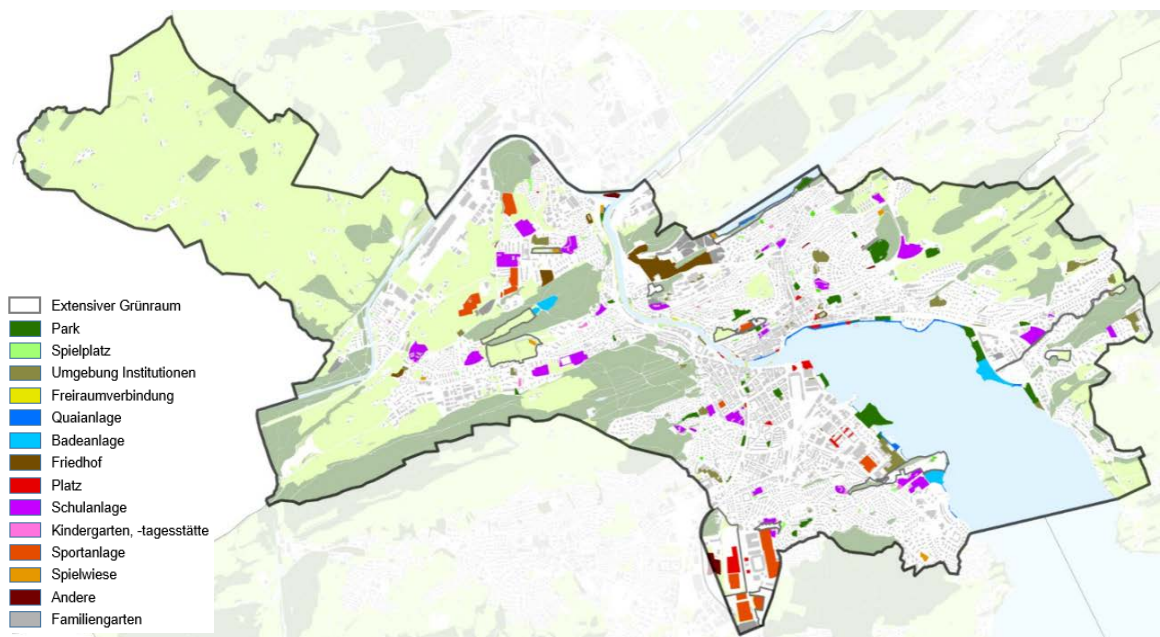 Extensiver Grünraum
Park
Spielplatz
Umgebung Institutionen
Freiraumverbindung
Quaianlage
Badeanlage
Friedhof
Platz
Schulanlage
Kindergarten, -tagesstätte
Sportanlage
Spielwiese
Andere
Familiengarten